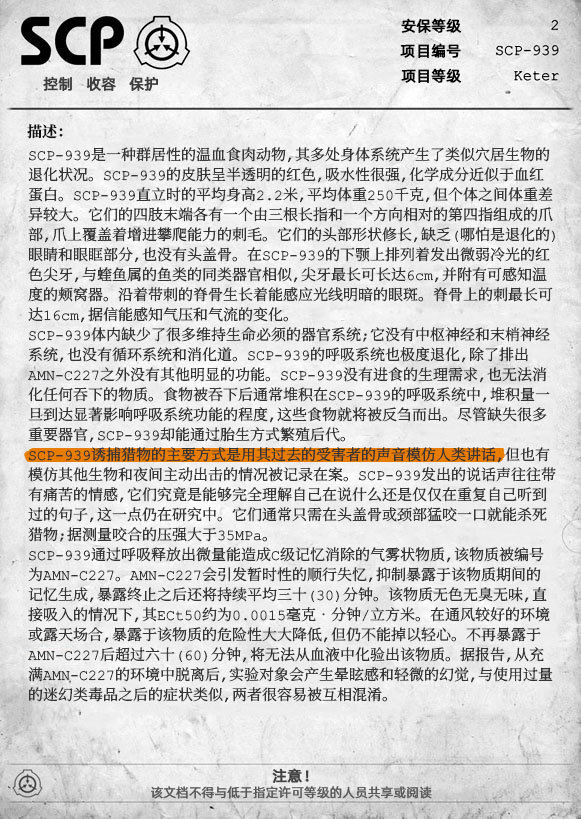 SCP
控制 收容 保护
安保等级 2
项目编号 SCP-939
项目等级 Keter
描述：
SCP-939是一种群居性的温血食肉动物,其多处身体系统产生了类似穴居生物的
退化状况。SCP-939的皮肤呈半透明的红色,吸水性很强,化学成分近似于血红
蛋白。SCP-939直立时的平均身高2.2米,平均体重250千克,但个体之间体重差
异较大。它们的四肢末端各有一个由三根长指和一个方向相对的第四指组成的爪
部,爪上覆盖着增进攀爬能力的刺毛。它们的头部形状修长,缺乏(哪怕是退化的)
眼睛和眼眶部分,也没有头盖骨。在SCP-939的下颚上排列着发出微弱冷光的红
色尖牙,与蝰鱼属的鱼类的同类器官相似,尖牙最长可长达6cm,并附有可感知温
度的颊窝器。沿着带刺的脊骨生长着能感应光线明暗的眼斑。脊骨上的刺最长可
达16cm,据信能感知气压和气流的变化。
SCP-939体内缺少了很多维持生命必须的器官系统;它没有中枢神经和末梢神经
系统,也没有循环系统和消化道。SCP-939的呼吸系统也极度退化,除了排出
AMN-C227之外没有其他明显的功能。SCP-939没有进食的生理需求,也无法消
化任何吞下的物质。食物被吞下后通常堆积在SCP-939的呼吸系统中,堆积量一
旦到达显著影响呼吸系统功能的程度,这些食物就将被反刍而出。尽管缺失很多
重要器官,SCP-939却能通过胎生方式繁殖后代。
SCP-939诱捕猎物的主要方式是用其过去的受害者的声音模仿人类讲话,但也有
模仿其他生物和夜间主动出击的情况被记录在案。SCP-939发出的说话声往往带
有痛苦的情感,它们究竟是能够完全理解自己在说什么还是仅仅在重复自己听到
过的句子,这一点仍在研究中。它们通常只需在头盖骨或颈部猛咬一口就能杀死
猎物;据测量咬合的压强大于35MPa。
SCP-939通过呼吸释放出微量能造成C级记忆消除的气雾状物质,该物质被编号
为AMN-C227。AMN-C227会引发暂时性的顺行失忆,抑制暴露于该物质期间的
记忆生成,暴露终止之后还将持续平均三十(30)分钟。该物质无色无臭无味,直
接吸入的情况下,其ECt50约为0.0015毫克·分钟/立方米。在通风较好的环境
或露天场合,暴露于该物质的危险性大大降低,但仍不能掉以轻心。不再暴露于
AMN-C227后超过六十(60)分钟,将无法从血液中化验出该物质。据报告,从充
满AMN-C227的环境中脱离后,实验对象会产生晕眩感和轻微的幻觉,与使用过量
的迷幻类毒品之后的症状类似,两者很容易被互相混淆。
注意!
该文档不得与低于指定许可等级的人员共享或阅读